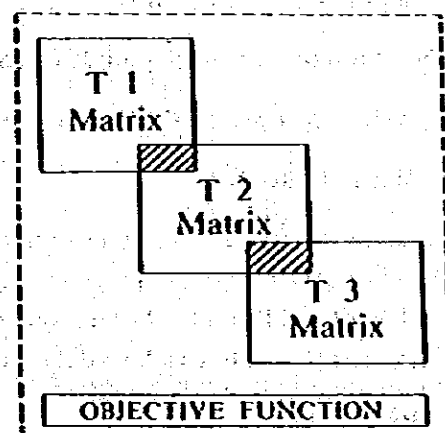 T 1
Matrix
T 2
Matrix
T 3
Matrix
OBJECTIVE FUNCTION